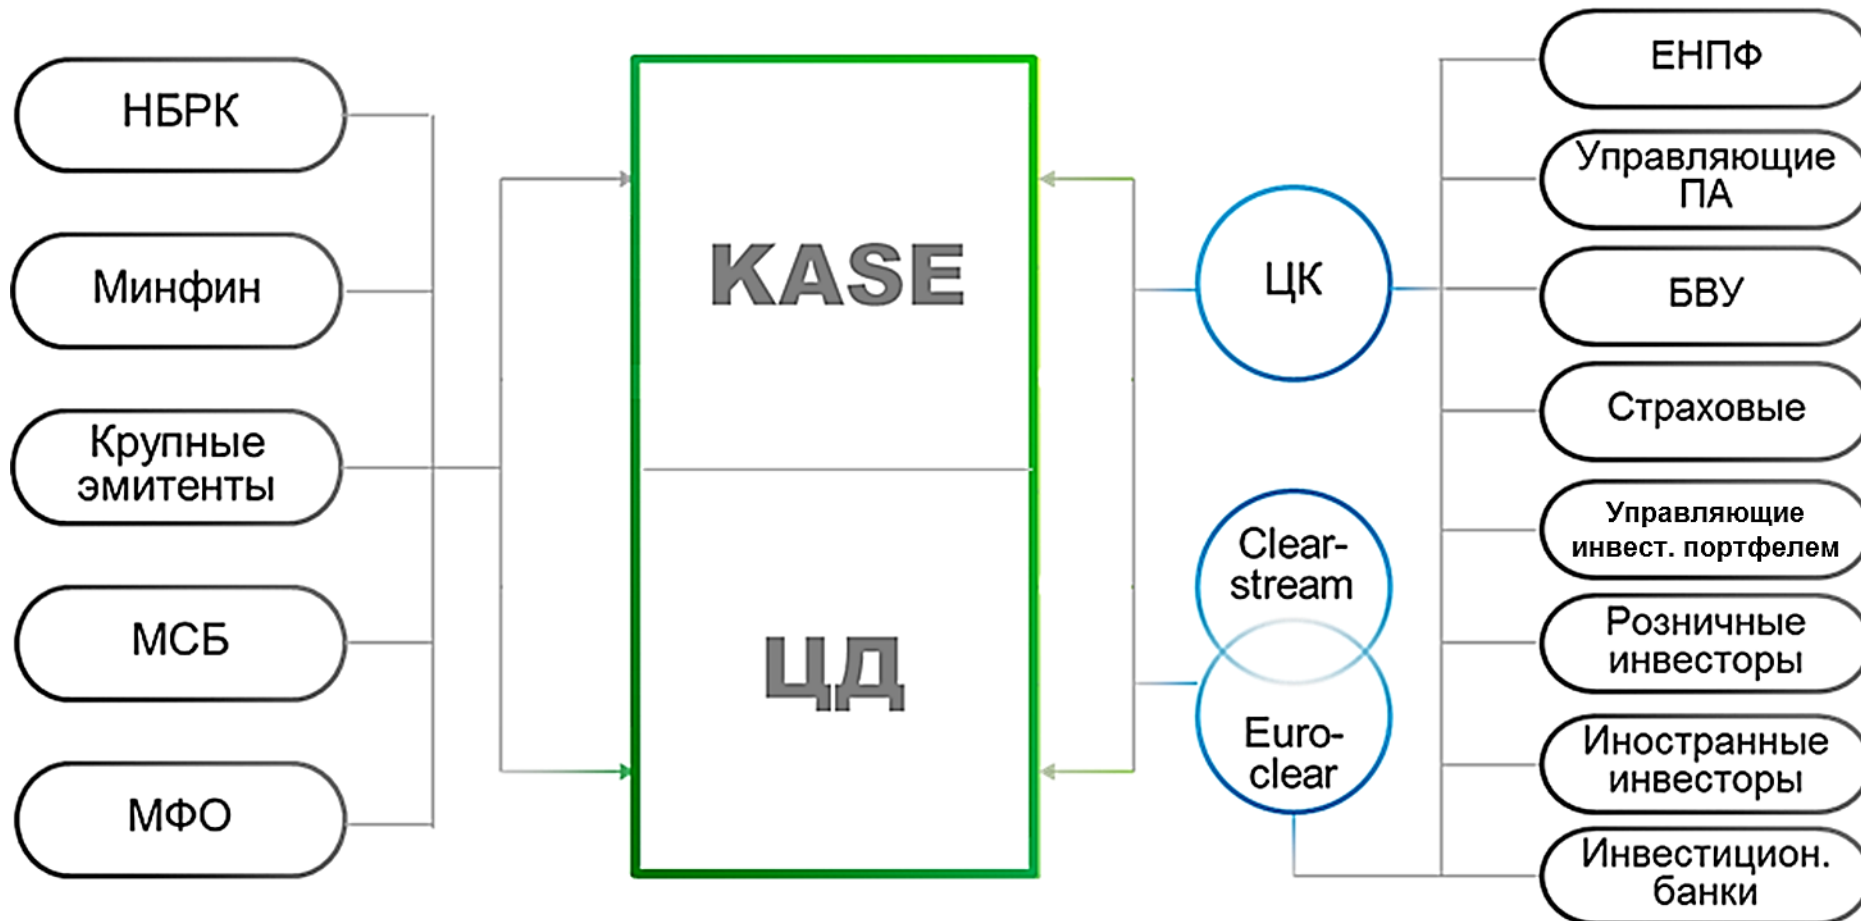 НБРК
Минфин
Крупные
эмитенты
МСБ
МФО
KASE
ЦД
ЦК
Clear-
stream
Euro-
clear
ЕНПФ
Управляющие
ПА
БВУ
Страховые
Управляющие
инвест. портфелем
Розничные
инвесторы
Иностранные
инвесторы
Инвестицион.
банки